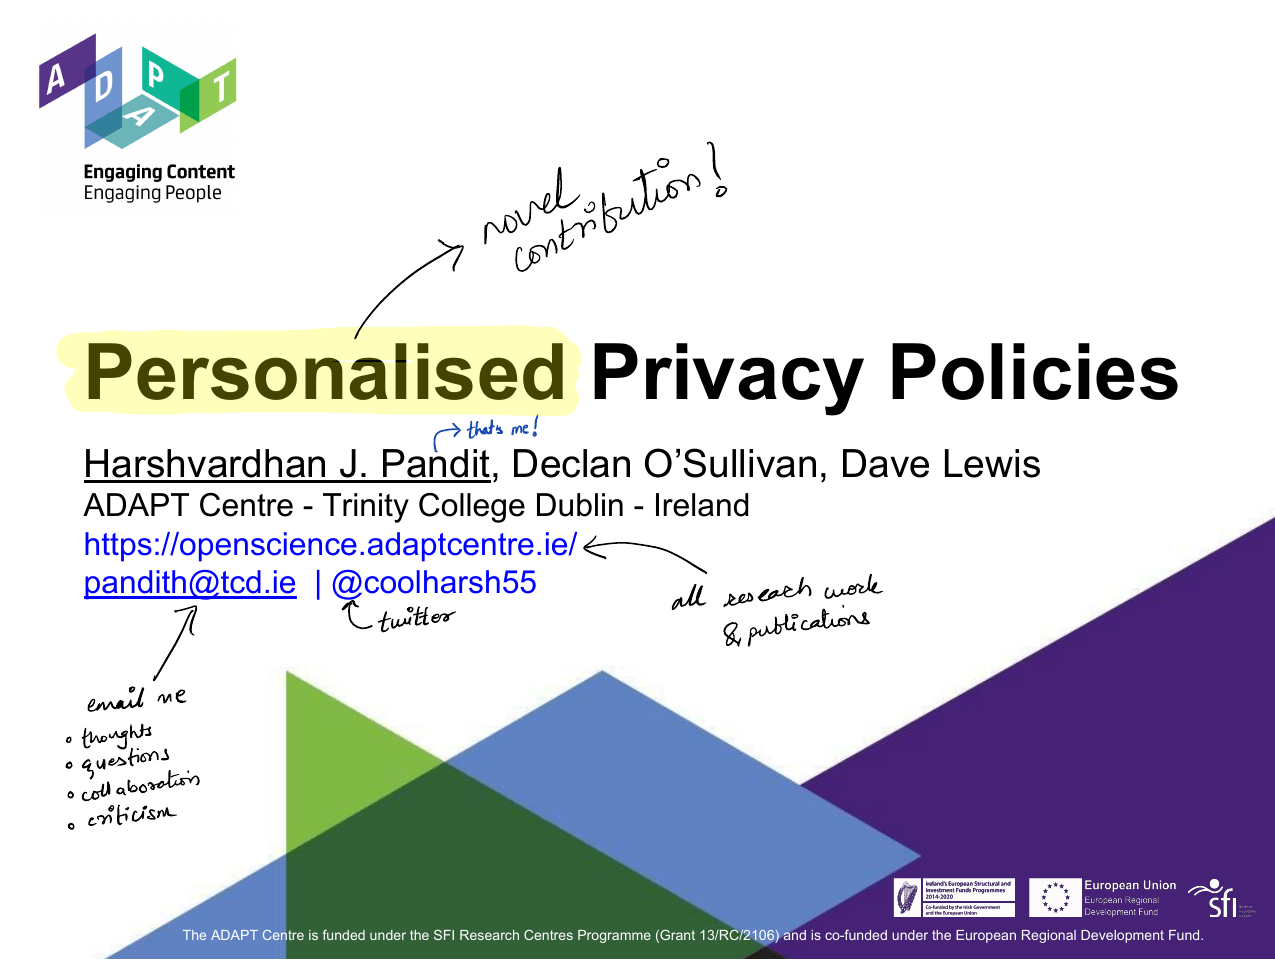 ADAPT
Engaging Content
Engaging People
novel
contribution!
Personalised Privacy Policies
that's me!
Harshvardhan J. Pandit, Declan O'Sullivan, Dave Lewis
ADAPT Centre - Trinity College Dublin - Ireland
https://openscience.adaptcentre.ie/
pandith@tcd.ie | @coolharsh55
all reseach work
& publications
twitter
email me
• thoughts
• questions
• collaboration
• criticism
Ireland's European Structural and
Investment Funds Programmes
2014-2020
Co-funded by the Irish Government
and the European Union
European Union
European Regional
Development Fund
sfi
The ADAPT Centre is funded under the SFI Research Centres Programme (Grant 13/RC/2106) and is co-funded under the European Regional Development Fund.